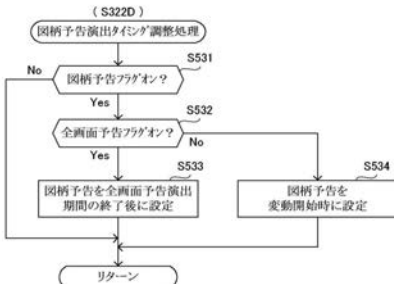 ( S322D )
図柄予告演出ﾀｲﾐﾝｸﾞ調整処理
S531
No
図柄予告ﾌﾗｸﾞｵﾝ?
Yes
S532
全画面予告ﾌﾗｸﾞｵﾝ?
No
Yes
S533
図柄予告を全画面予告演出
期間の終了後に設定
S534
図柄予告を
変動開始時に設定
ﾘﾀｰﾝ